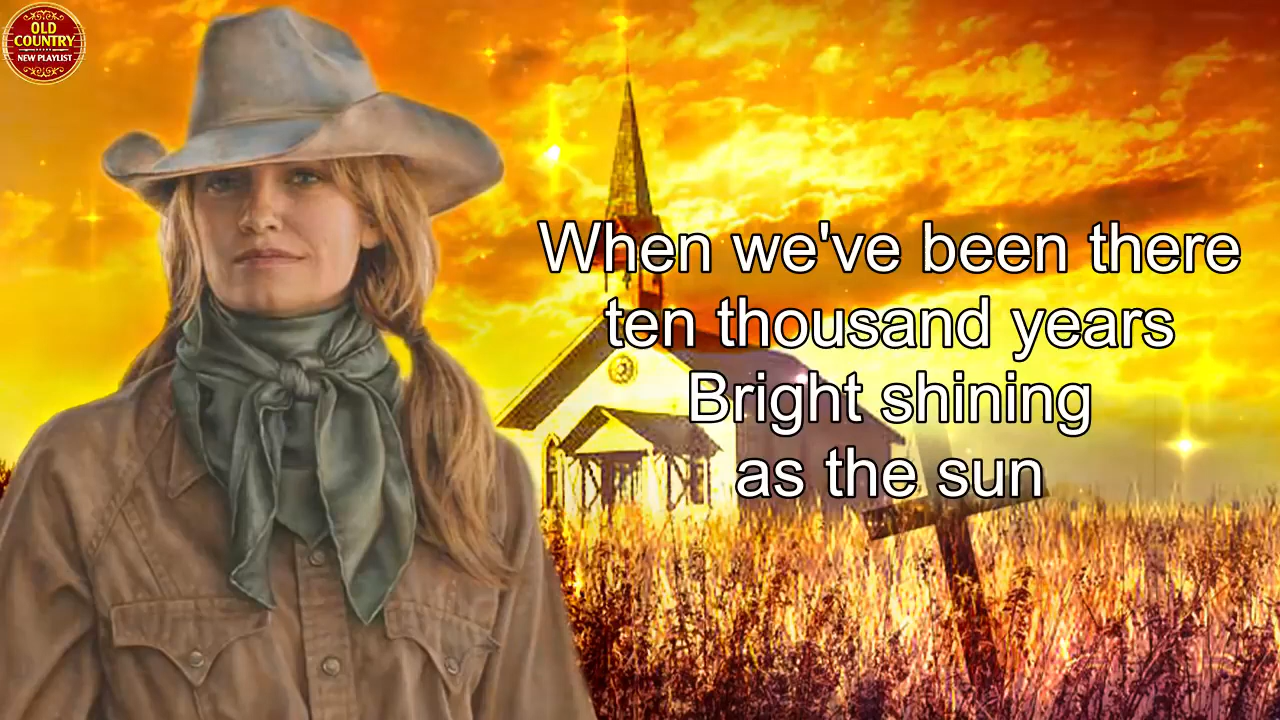 OLD
COUNTRY
NEW PLAYLIST
When we've been there
ten thousand years
Bright shining
as the sun